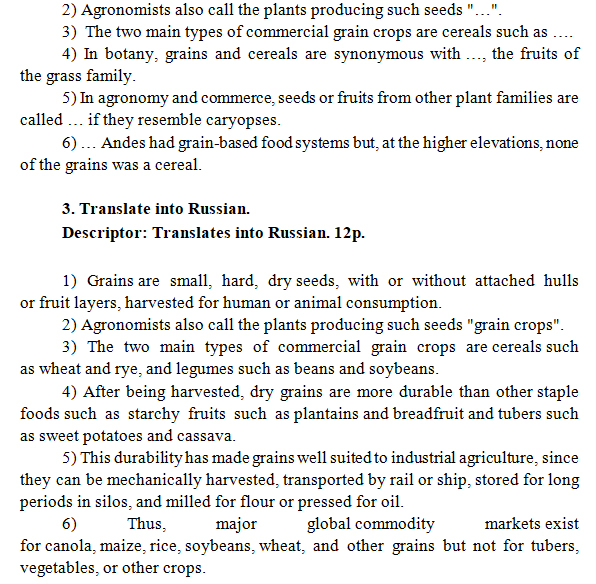 2) Agronomists also call the plants producing such seeds "…".
3) The two main types of commercial grain crops are cereals such as ….
4) In botany, grains and cereals are synonymous with …, the fruits of
the grass family.
5) In agronomy and commerce, seeds or fruits from other plant families are
called … if they resemble caryopses.
6) … Andes had grain-based food systems but, at the higher elevations, none
of the grains was a cereal.
3. Translate into Russian.
Descriptor: Translates into Russian. 12p.
1) Grains are small, hard, dry seeds, with or without attached hulls
or fruit layers, harvested for human or animal consumption.
2) Agronomists also call the plants producing such seeds "grain crops".
3) The two main types of commercial grain crops are cereals such
as wheat and rye, and legumes such as beans and soybeans.
4) After being harvested, dry grains are more durable than other staple
foods such as starchy fruits such as plantains and breadfruit and tubers such
as sweet potatoes and cassava.
5) This durability has made grains well suited to industrial agriculture, since
they can be mechanically harvested, transported by rail or ship, stored for long
periods in silos, and milled for flour or pressed for oil.
6) Thus, major global commodity markets exist
for canola, maize, rice, soybeans, wheat, and other grains but not for tubers,
vegetables, or other crops.